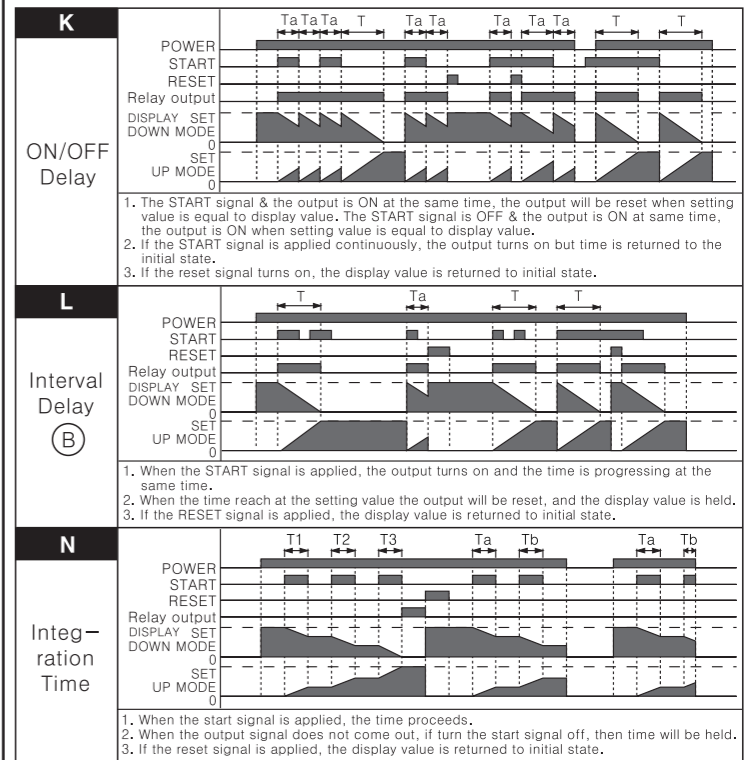 K
ON/OFF
Delay
Ta Ta Ta T Ta Ta Ta Ta Ta T T
POWER
START
RESET
Relay output
DISPLAY SET
DOWN MODE
0
SET
UP MODE
0
1. The START signal & the output is ON at the same time, the output will be reset when setting
value is equal to display value. The START signal is OFF & the output is ON at same time,
the output is ON when setting value is equal to display value.
2. If the START signal is applied continuously, the output turns on but time is returned to the
initial state.
3. If the reset signal turns on, the display value is returned to initial state.
L
Interval
Delay
B
T Ta T T
POWER
START
RESET
Relay output
DISPLAY SET
DOWN MODE
0
SET
UP MODE
0
1. When the START signal is applied, the output turns on and the time is progressing at the
same time.
2. When the time reach at the setting value the output will be reset, and the display value is held.
3. If the RESET signal is applied, the display value is returned to initial state.
N
Integ-
ration
Time
T1 T2 T3 Ta Tb Ta Tb
POWER
START
RESET
Relay output
DISPLAY SET
DOWN MODE
0
SET
UP MODE
0
1. When the start signal is applied, the time proceeds.
2. When the output signal does not come out, if turn the start signal off, then time will be held.
3. If the reset signal is applied, the display value is returned to initial state.